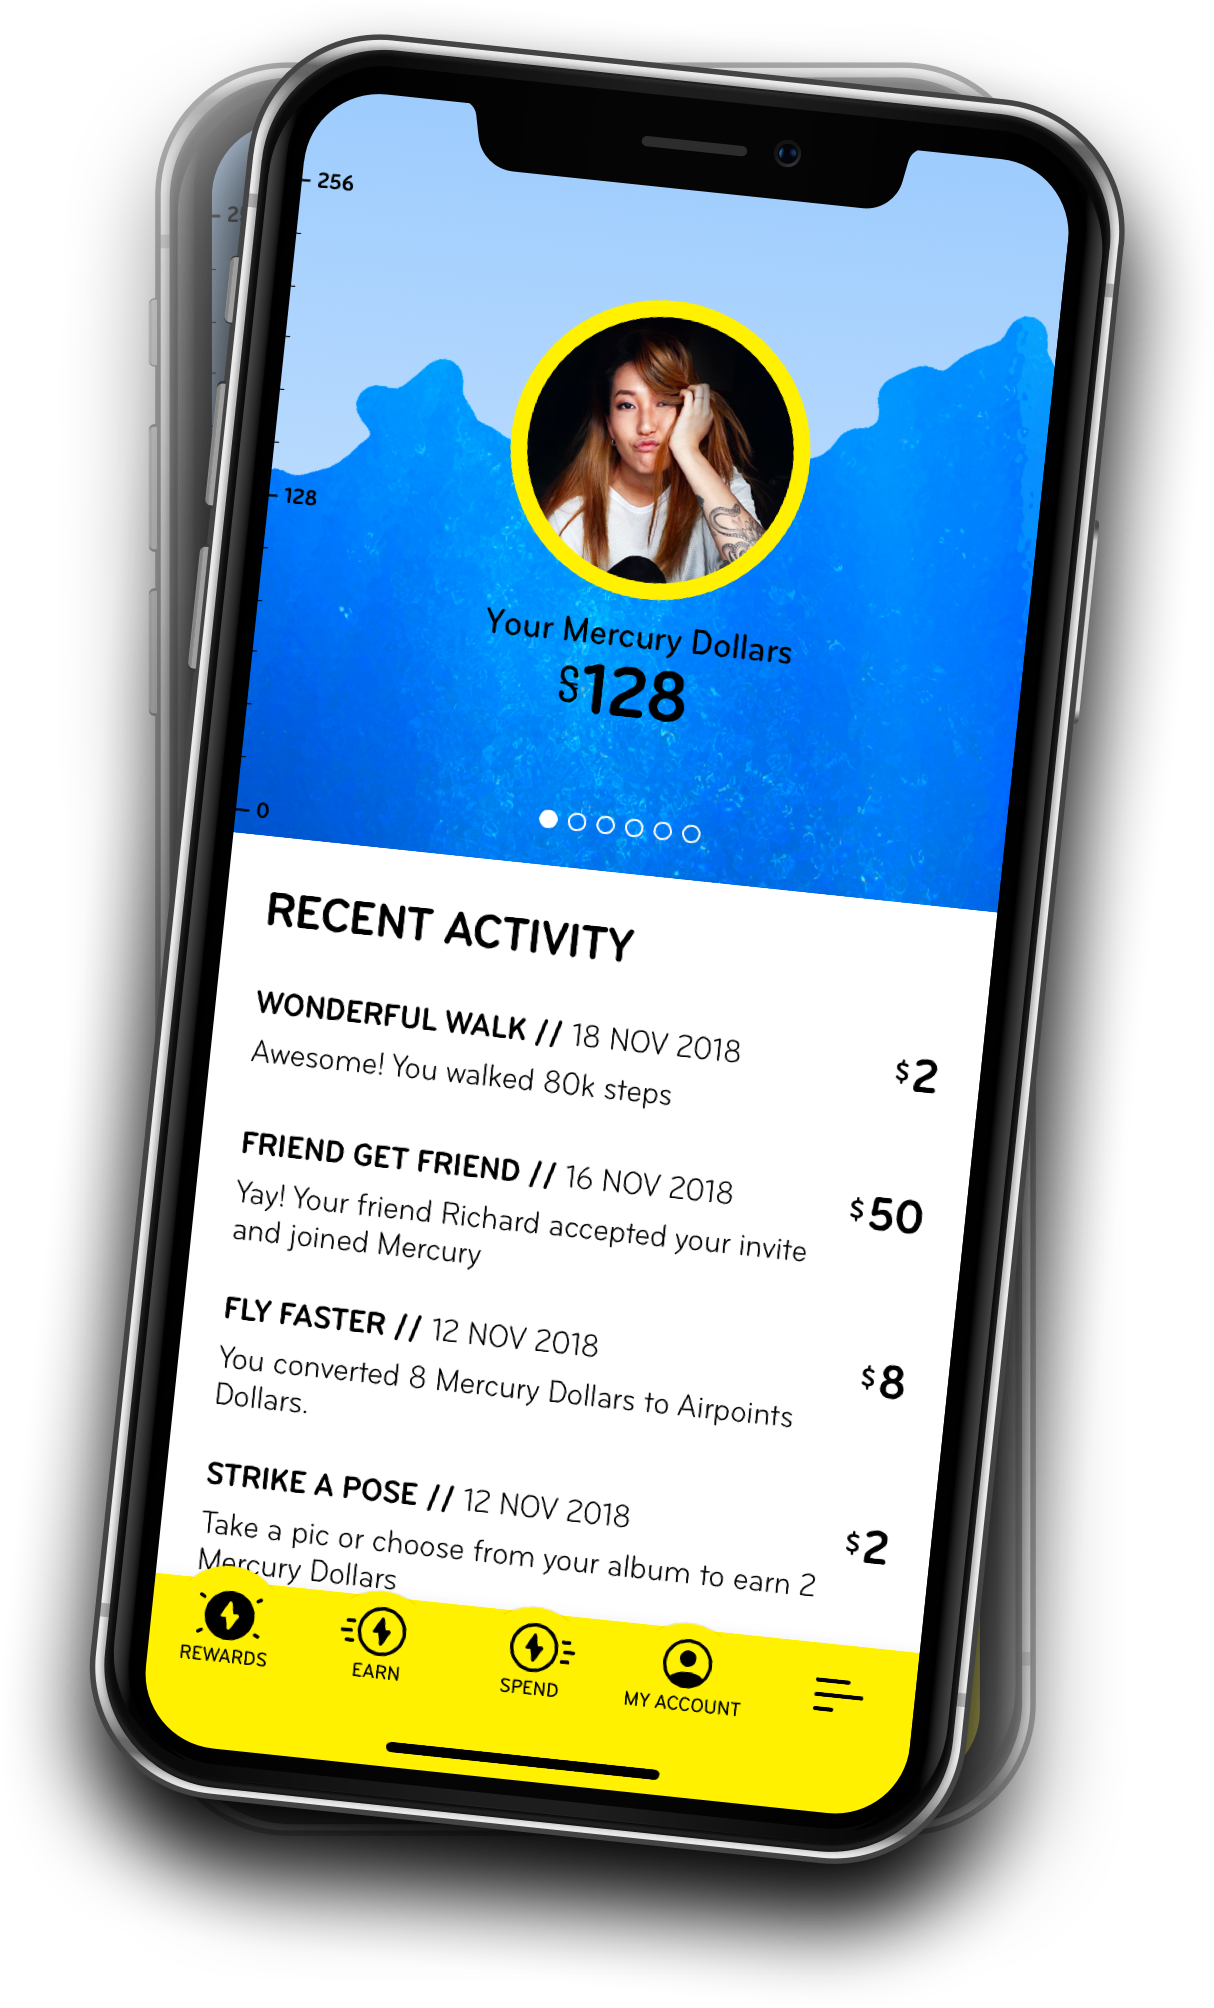 256
128
Your Mercury Dollars
$128
0
RECENT ACTIVITY
WONDERFUL WALK // 18 NOV 2018
Awesome! You walked 80k steps
$2
FRIEND GET FRIEND // 16 NOV 2018
Yay! Your friend Richard accepted your invite
and joined Mercury
$50
FLY FASTER // 12 NOV 2018
You converted 8 Mercury Dollars to Airpoints
Dollars.
$8
STRIKE A POSE // 12 NOV 2018
Take a pic or choose from your album to earn 2
Mercury Dollars
$2
REWARDS
EARN
SPEND
MY ACCOUNT